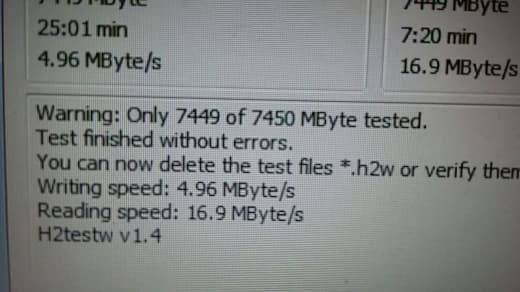 7449 MByte
25:01 min
4.96 MByte/s
7449 MByte
7:20 min
16.9 MByte/s
Warning: Only 7449 of 7450 MByte tested.
Test finished without errors.
You can now delete the test files *.h2w or verify them
Writing speed: 4.96 MByte/s
Reading speed: 16.9 MByte/s
H2testw v1.4